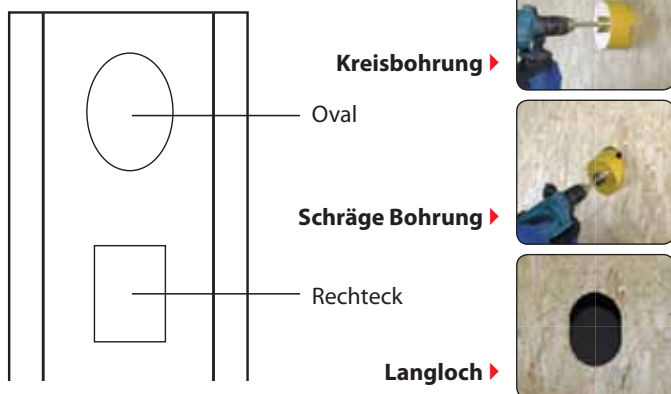 Kreisbohrung
Oval
Schräge Bohrung
Rechteck
Langloch